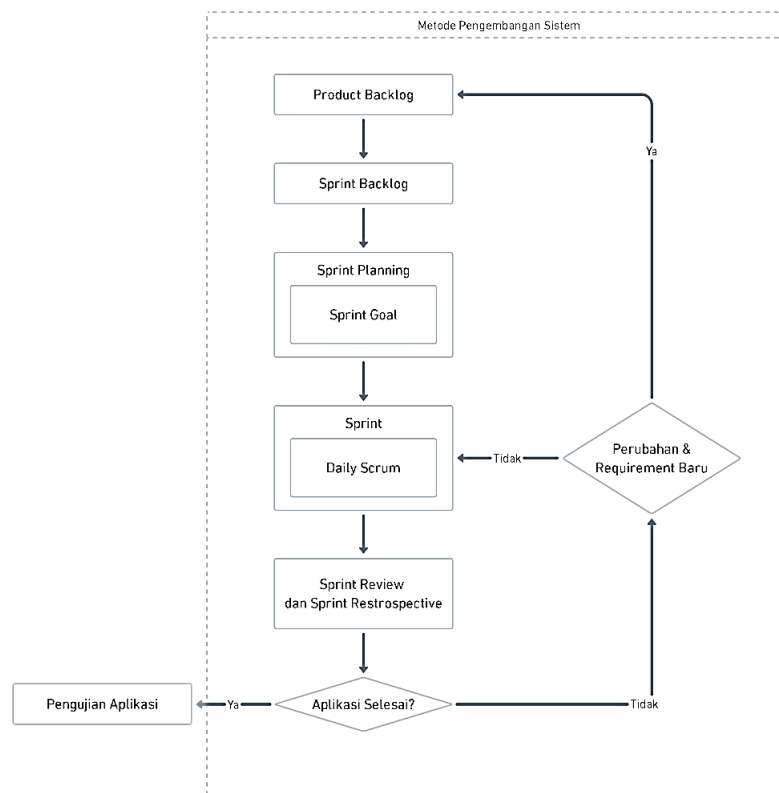 Metode Pengembangan Sistem
Product Backlog
Ya
Sprint Backlog
Sprint Planning
Sprint Goal
Sprint
Daily Scrum
Tidak
Perubahan &
Requirement Baru
Sprint Review
dan Sprint Restrospective
Pengujian Aplikasi
Ya
Aplikasi Selesai?
Tidak